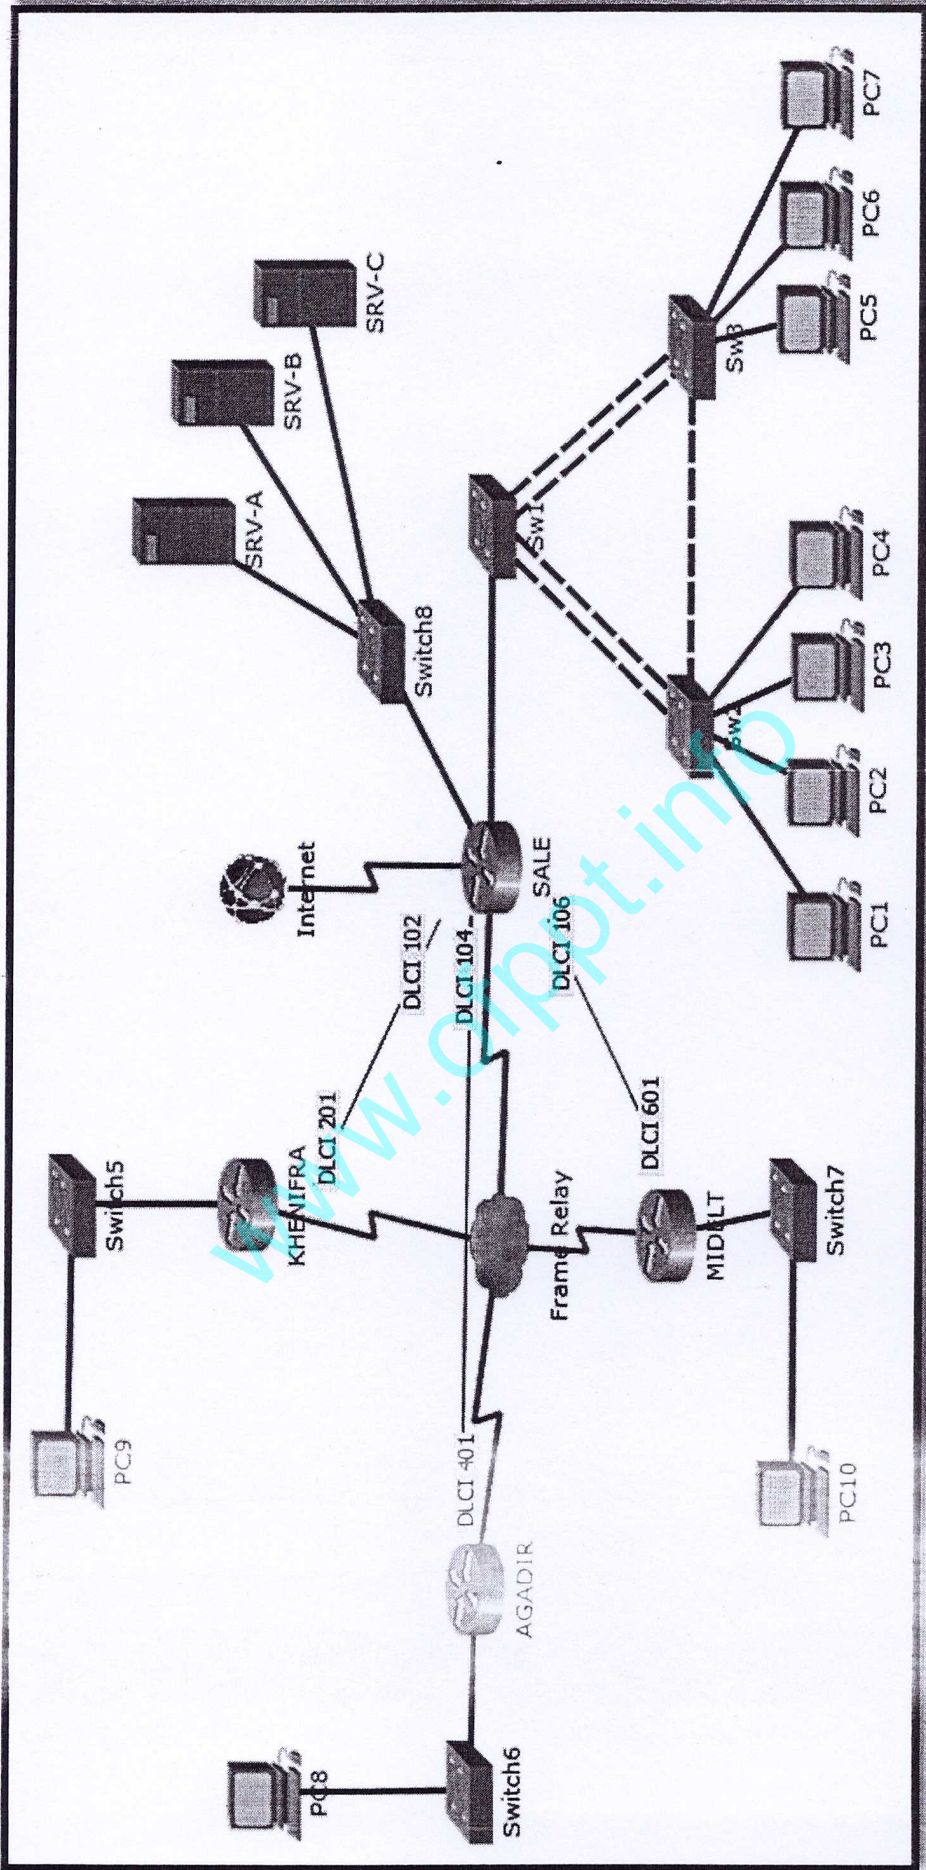 PC8
Switch6
AGADIR
DLCI 401
PC9
Switch5
KHENIFRA
DLCI 201
Frame Relay
PC10
Switch7
MIDELT
DLCI 601
DLCI 102
DLCI 104
DLCI 106
Internet
SALE
Switch8
SRV-A
SRV-B
SRV-C
Sw1
Sw3
PC1
PC2
PC3
PC4
PC5
PC6
PC7
www.ofppt.info